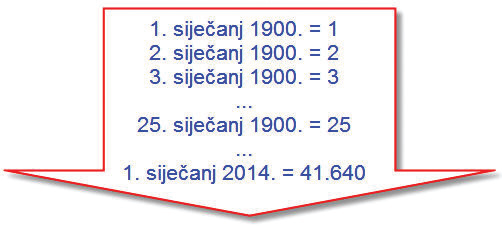 1. siječanj 1900. = 1
2. siječanj 1900. = 2
3. siječanj 1900. = 3
...
25. siječanj 1900. = 25
...
1. siječanj 2014. = 41.640